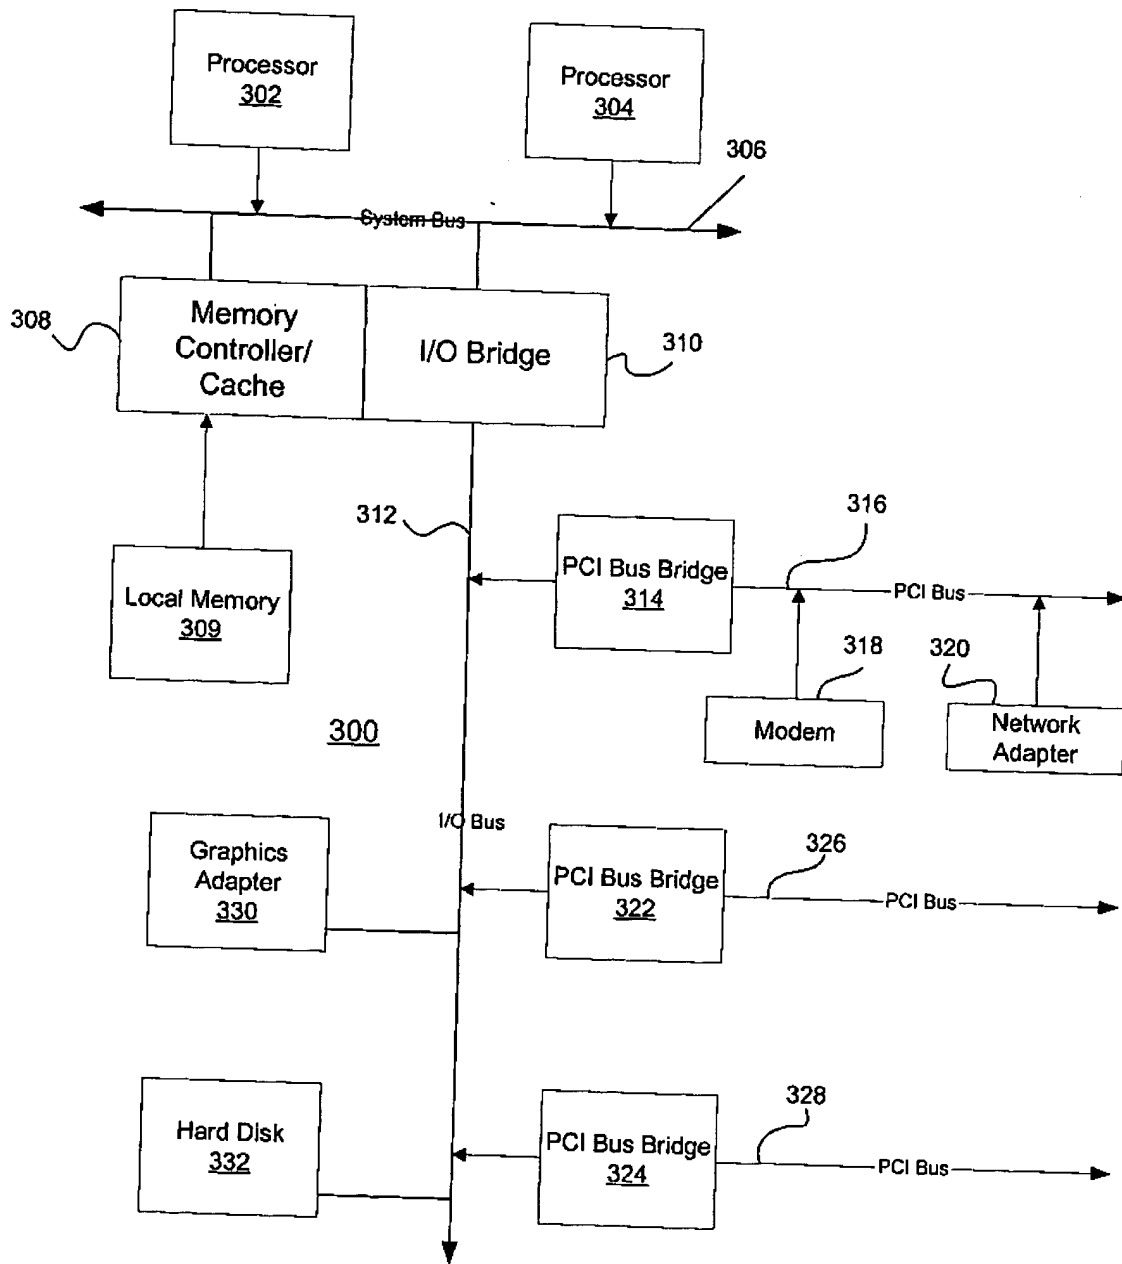 Processor
302
Processor
304
306
System Bus
308
Memory
Controller/
Cache
I/O Bridge
310
312
316
PCI Bus Bridge
314
PCI Bus
Local Memory
309
318
320
Modem
Network
Adapter
300
I/O Bus
Graphics
Adapter
330
PCI Bus Bridge
322
326
PCI Bus
Hard Disk
332
PCI Bus Bridge
324
328
PCI Bus